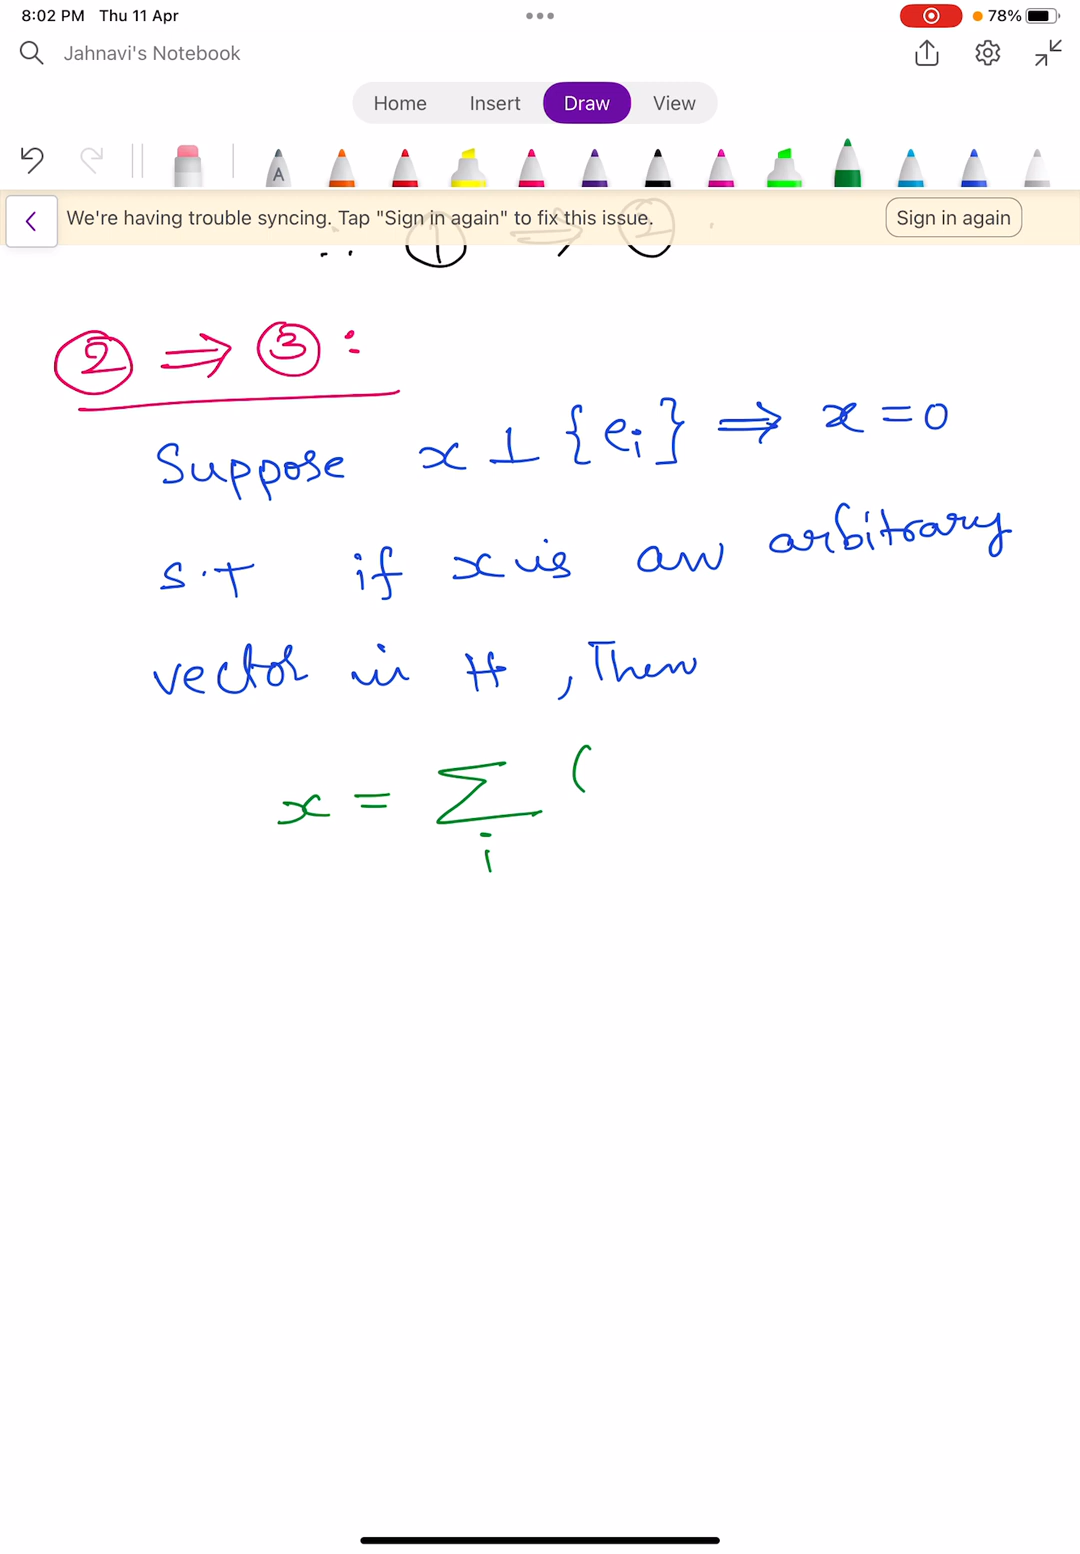 8:02 PM Thu 11 Apr
78%
Jahnavi's Notebook
Home Insert Draw View
A
We're having trouble syncing. Tap "Sign in again" to fix this issue.
Sign in again
∴ ① ⇒ ②
② ⇒ ③ :
Suppose x ⊥ {ei} ⇒ x = 0
s.t if x is an arbitrary
vector in H , Then
x = Σ (
i